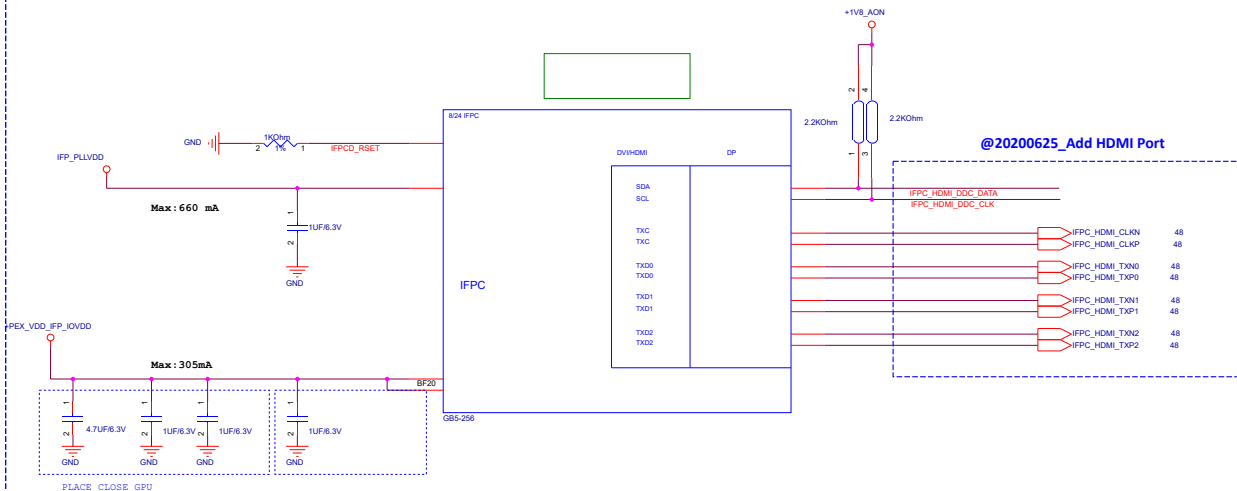 +1V8_AON
8/24 IFPC
2
4
2.2KOhm
2.2KOhm
1
3
@20200625_Add HDMI Port
GND
1KOhm
2
1%
1
IFPCD_RSET
IFP_PLLVDD
Max:660 mA
1
1UF/6.3V
2
GND
DVI/HDMI
DP
SDA
SCL
IFPC_HDMI_DDC_DATA
IFPC_HDMI_DDC_CLK
TXC
IFPC_HDMI_CLKN
48
TXC
IFPC_HDMI_CLKP
48
TXD0
IFPC_HDMI_TXN0
48
TXD0
IFPC_HDMI_TXP0
48
IFPC
TXD1
IFPC_HDMI_TXN1
48
TXD1
IFPC_HDMI_TXP1
48
TXD2
IFPC_HDMI_TXN2
48
TXD2
IFPC_HDMI_TXP2
48
PEX_VDD_IFP_IOVDD
Max:305mA
BF20
GB5-256
1
4.7UF/6.3V
2
GND
1
1UF/6.3V
2
GND
1
1UF/6.3V
2
GND
1
1UF/6.3V
2
GND
PLACE CLOSE GPU